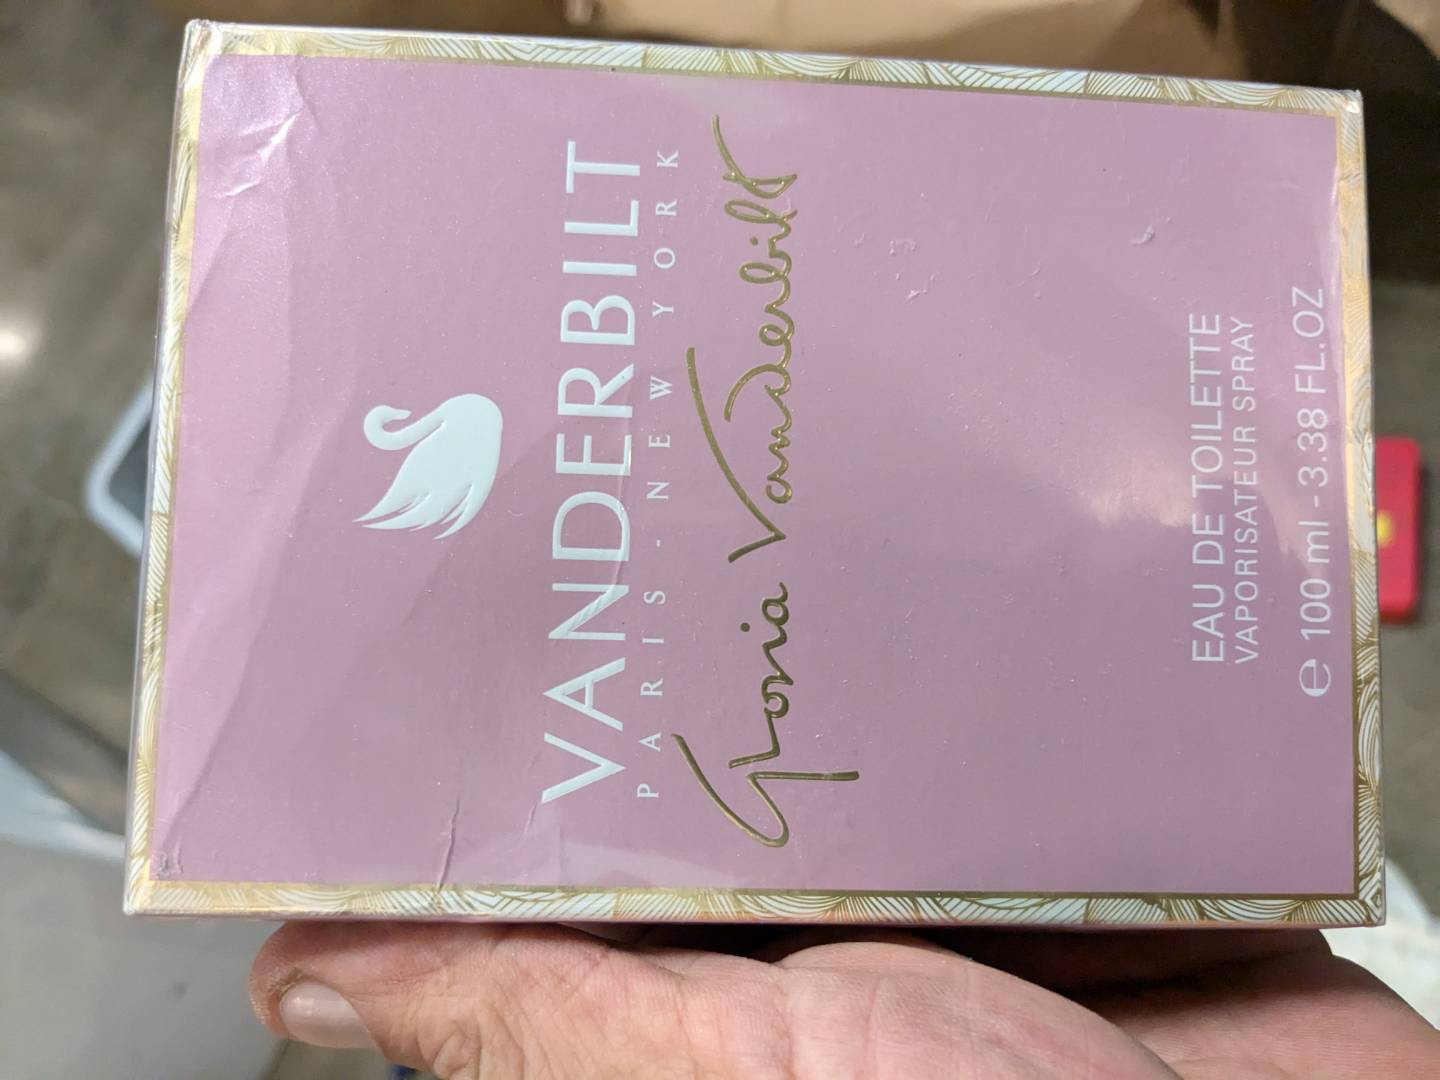 VANDERBILT
PARIS - NEW YORK
Gloria Vanderbilt
EAU DE TOILETTE
VAPORISATEUR SPRAY
℮ 100 ml - 3.38 FL.OZ